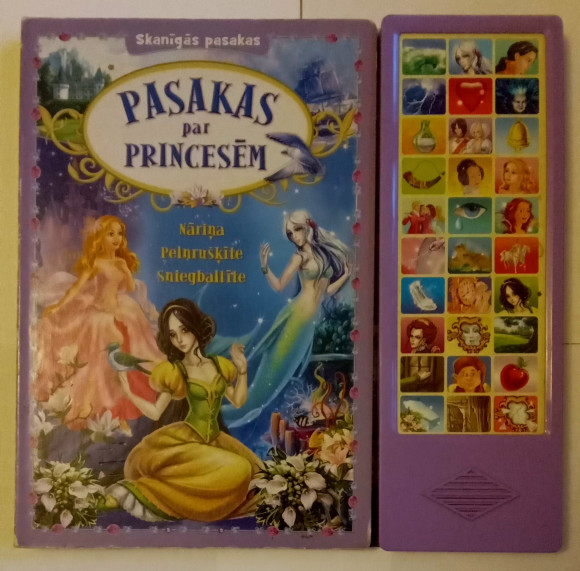 Skanīgās pasakas
PASAKAS
par
PRINCESĒM
Nāriņa
Pelnrušķīte
Sniegbaltīte